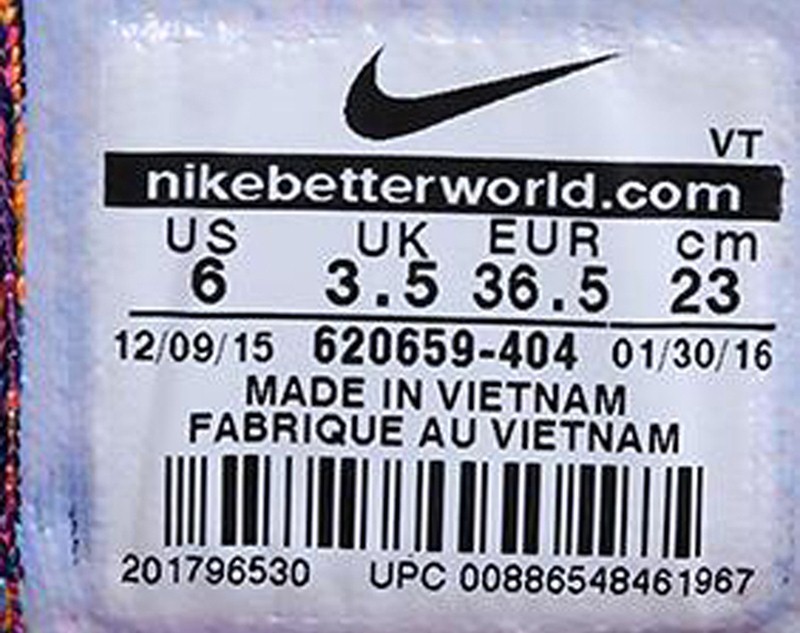 VT
nikebetterworld.com
US UK EUR cm
6 3.5 36.5 23
12/09/15 620659-404 01/30/16
MADE IN VIETNAM
FABRIQUE AU VIETNAM
201796530 UPC 00886548461967